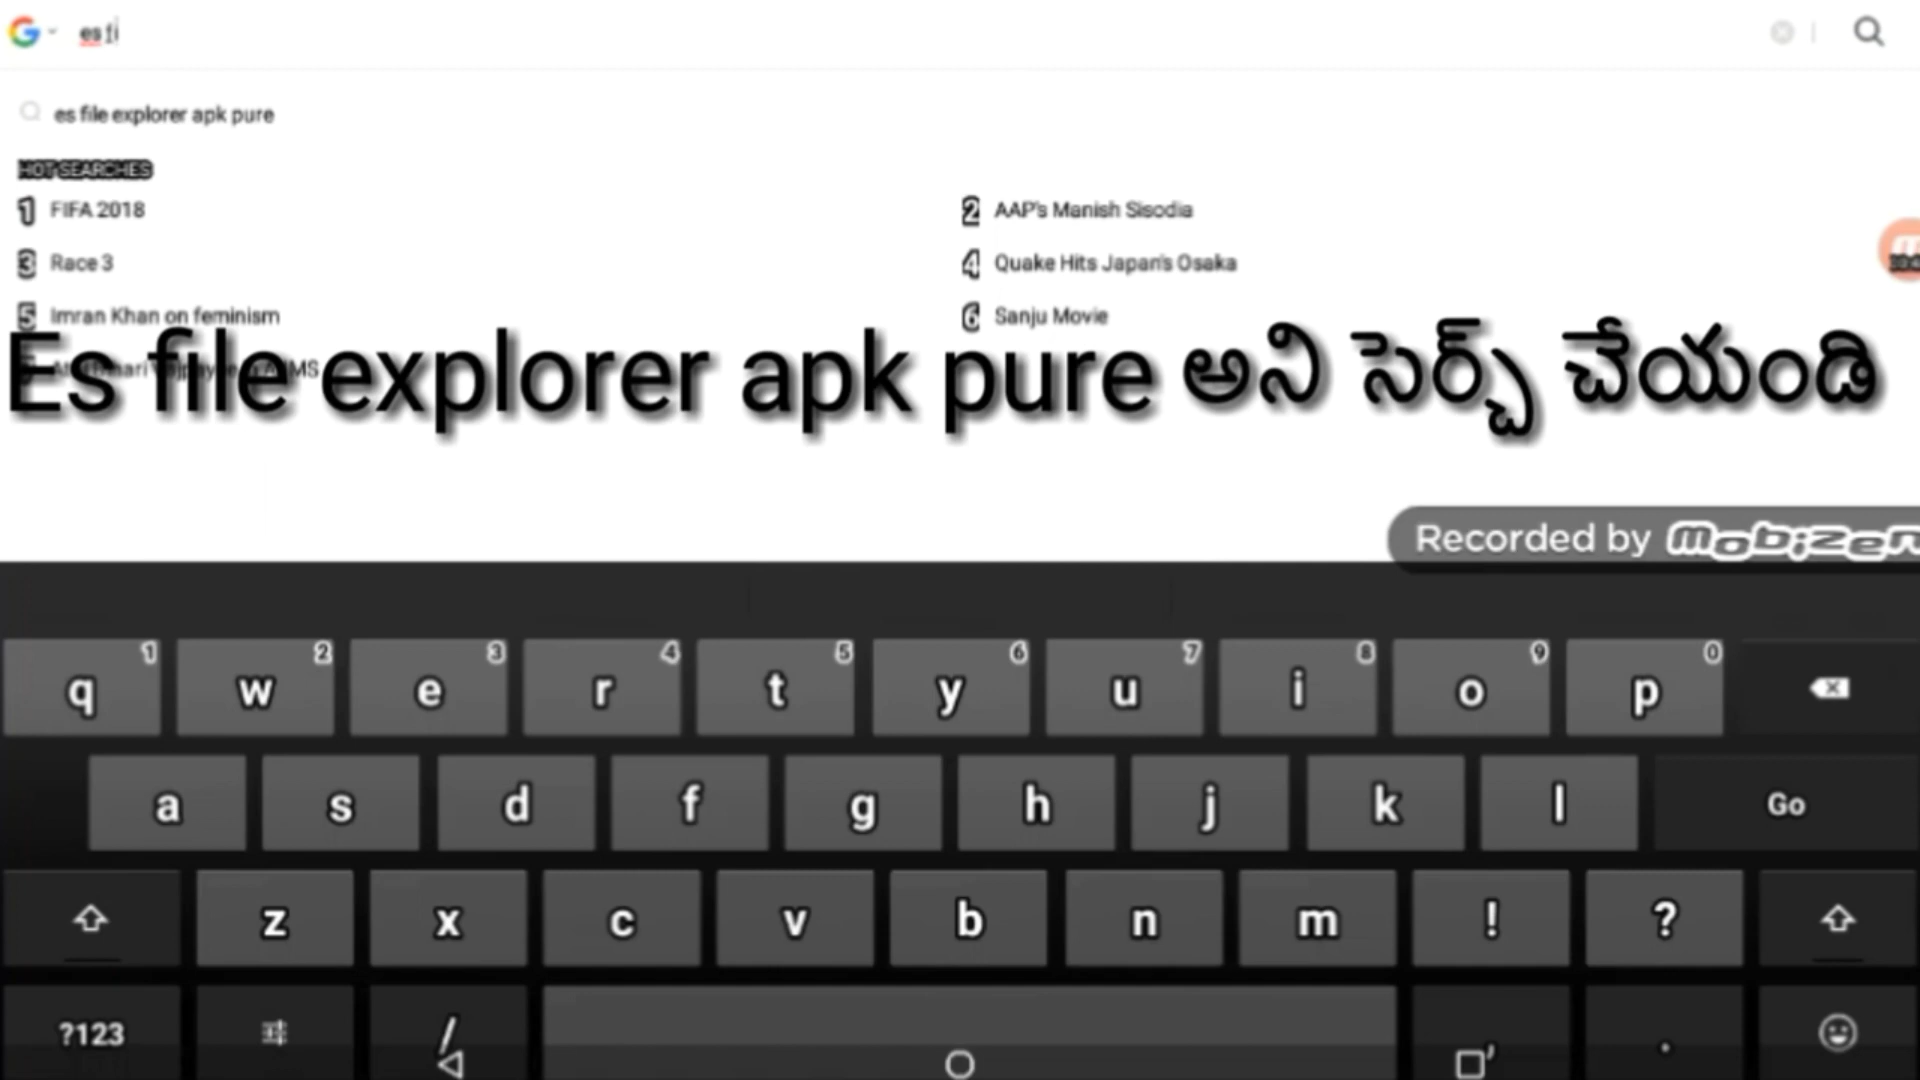 es fi
es file explorer apk pure
HOT SEARCHES
1 FIFA 2018
2 AAP's Manish Sisodia
3 Race 3
4 Quake Hits Japan's Osaka
5 Imran Khan on feminism
6 Sanju Movie
Es file explorer apk pure అని సెర్చ్ చేయండి
Recorded by mobizen
1 2 3 4 5 6 7 8 9 0
q w e r t y u i o p
a s d f g h j k l Go
z x c v b n m ! ?
?123 / ' .